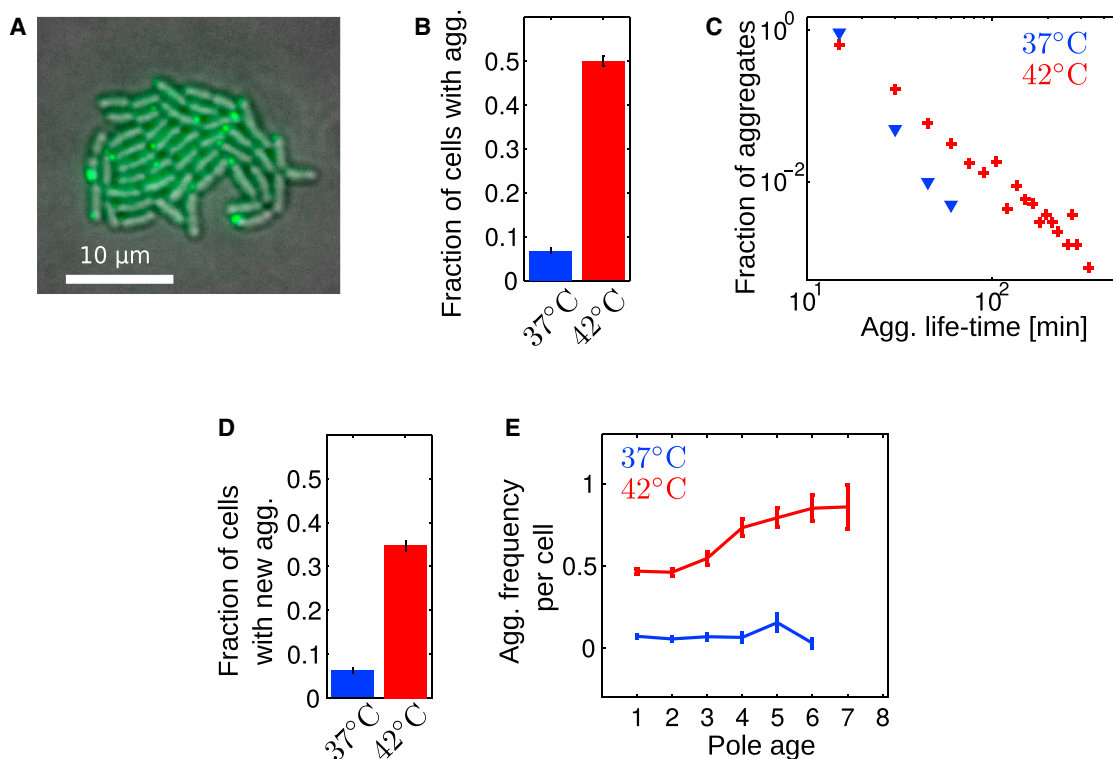 A
10 μm
B
Fraction of cells with agg.
0.5
0.4
0.3
0.2
0.1
0
37°C
42°C
C
Fraction of aggregates
10^0
10^-2
37°C
42°C
10^1
10^2
Agg. life-time [min]
D
Fraction of cells
with new agg.
0.5
0.4
0.3
0.2
0.1
0
37°C
42°C
E
Agg. frequency
per cell
37°C
42°C
1
0.5
0
1 2 3 4 5 6 7 8
Pole age